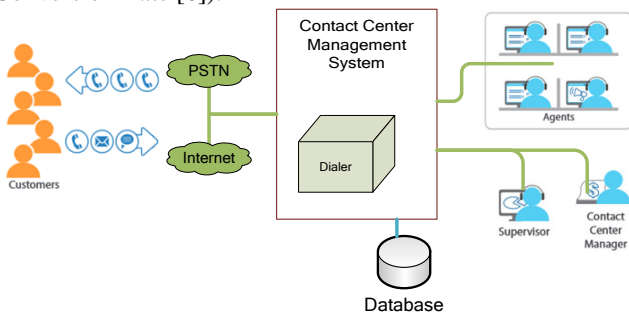 Contact Center
Management
System
PSTN
Internet
Dialer
Customers
Agents
Supervisor
Contact
Center
Manager
Database